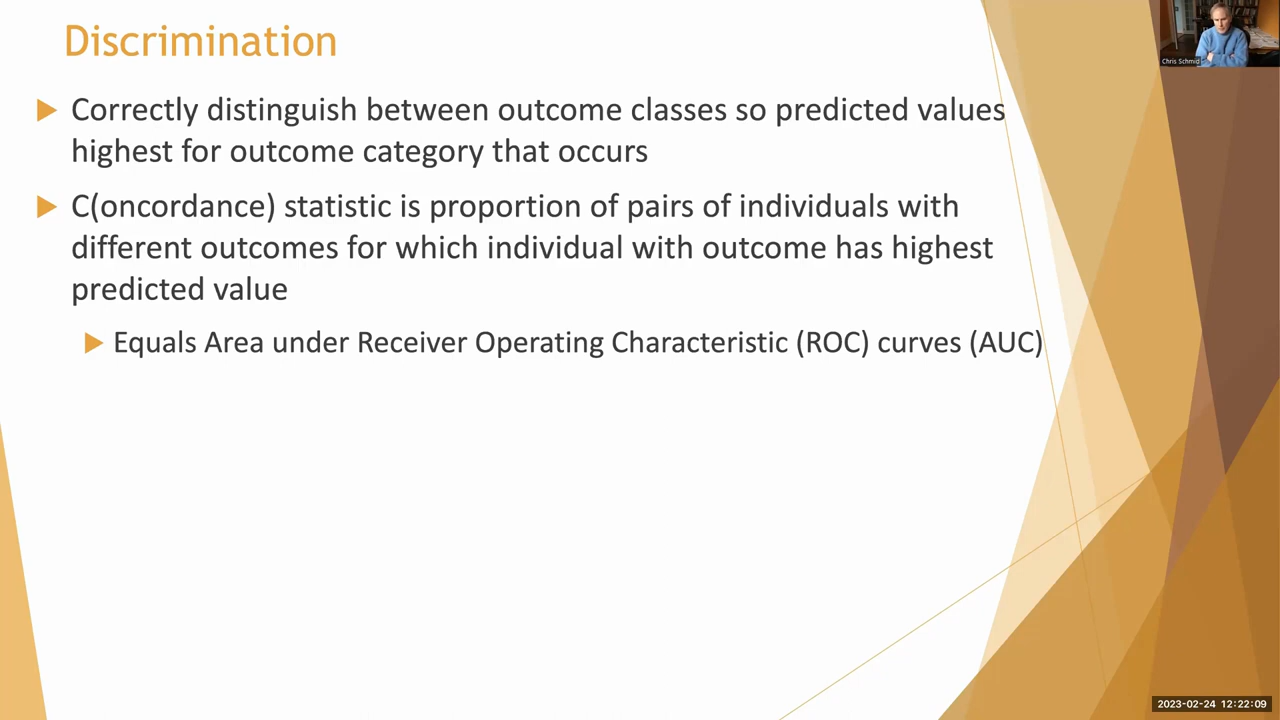 Discrimination
Correctly distinguish between outcome classes so predicted values
highest for outcome category that occurs
C(oncordance) statistic is proportion of pairs of individuals with
different outcomes for which individual with outcome has highest
predicted value
Equals Area under Receiver Operating Characteristic (ROC) curves (AUC)
Chris Schmid
2023-02-24 12:22:09